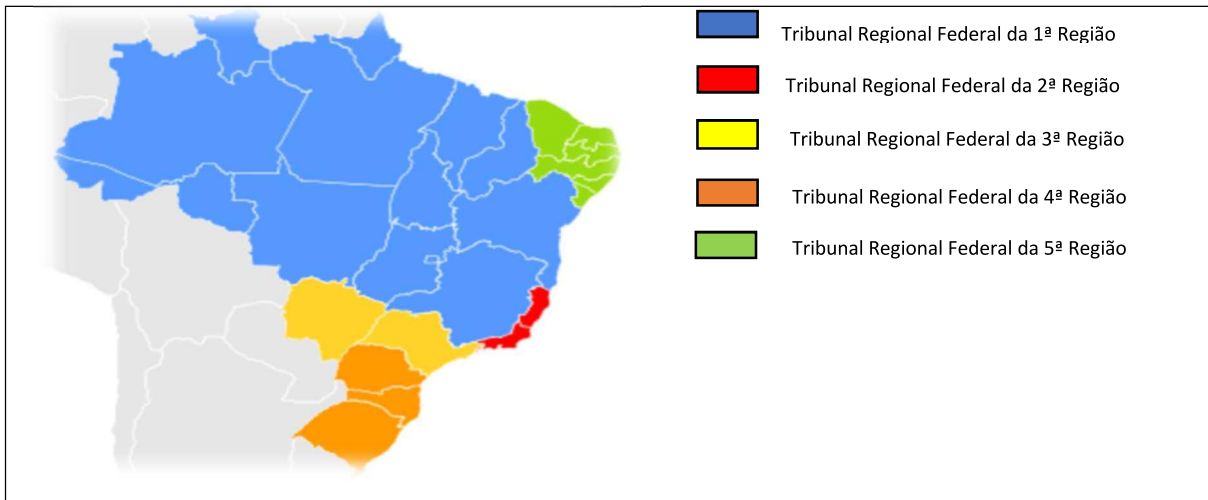 Tribunal Regional Federal da 1ª Região
Tribunal Regional Federal da 2ª Região
Tribunal Regional Federal da 3ª Região
Tribunal Regional Federal da 4ª Região
Tribunal Regional Federal da 5ª Região